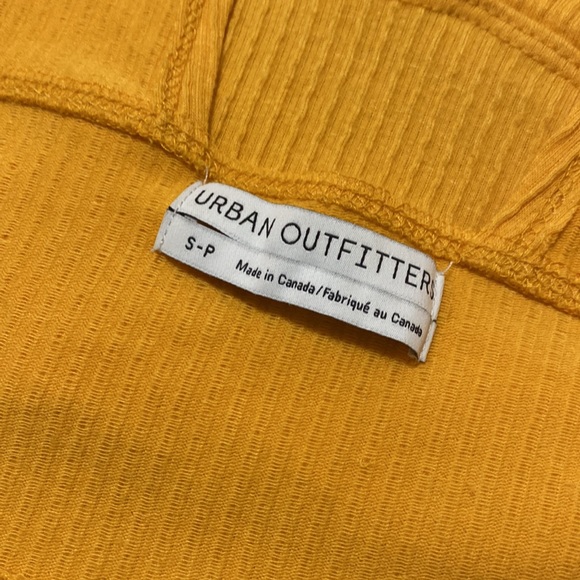 URBAN OUTFITTERS
S-P
Made in Canada/Fabriqué au Canada